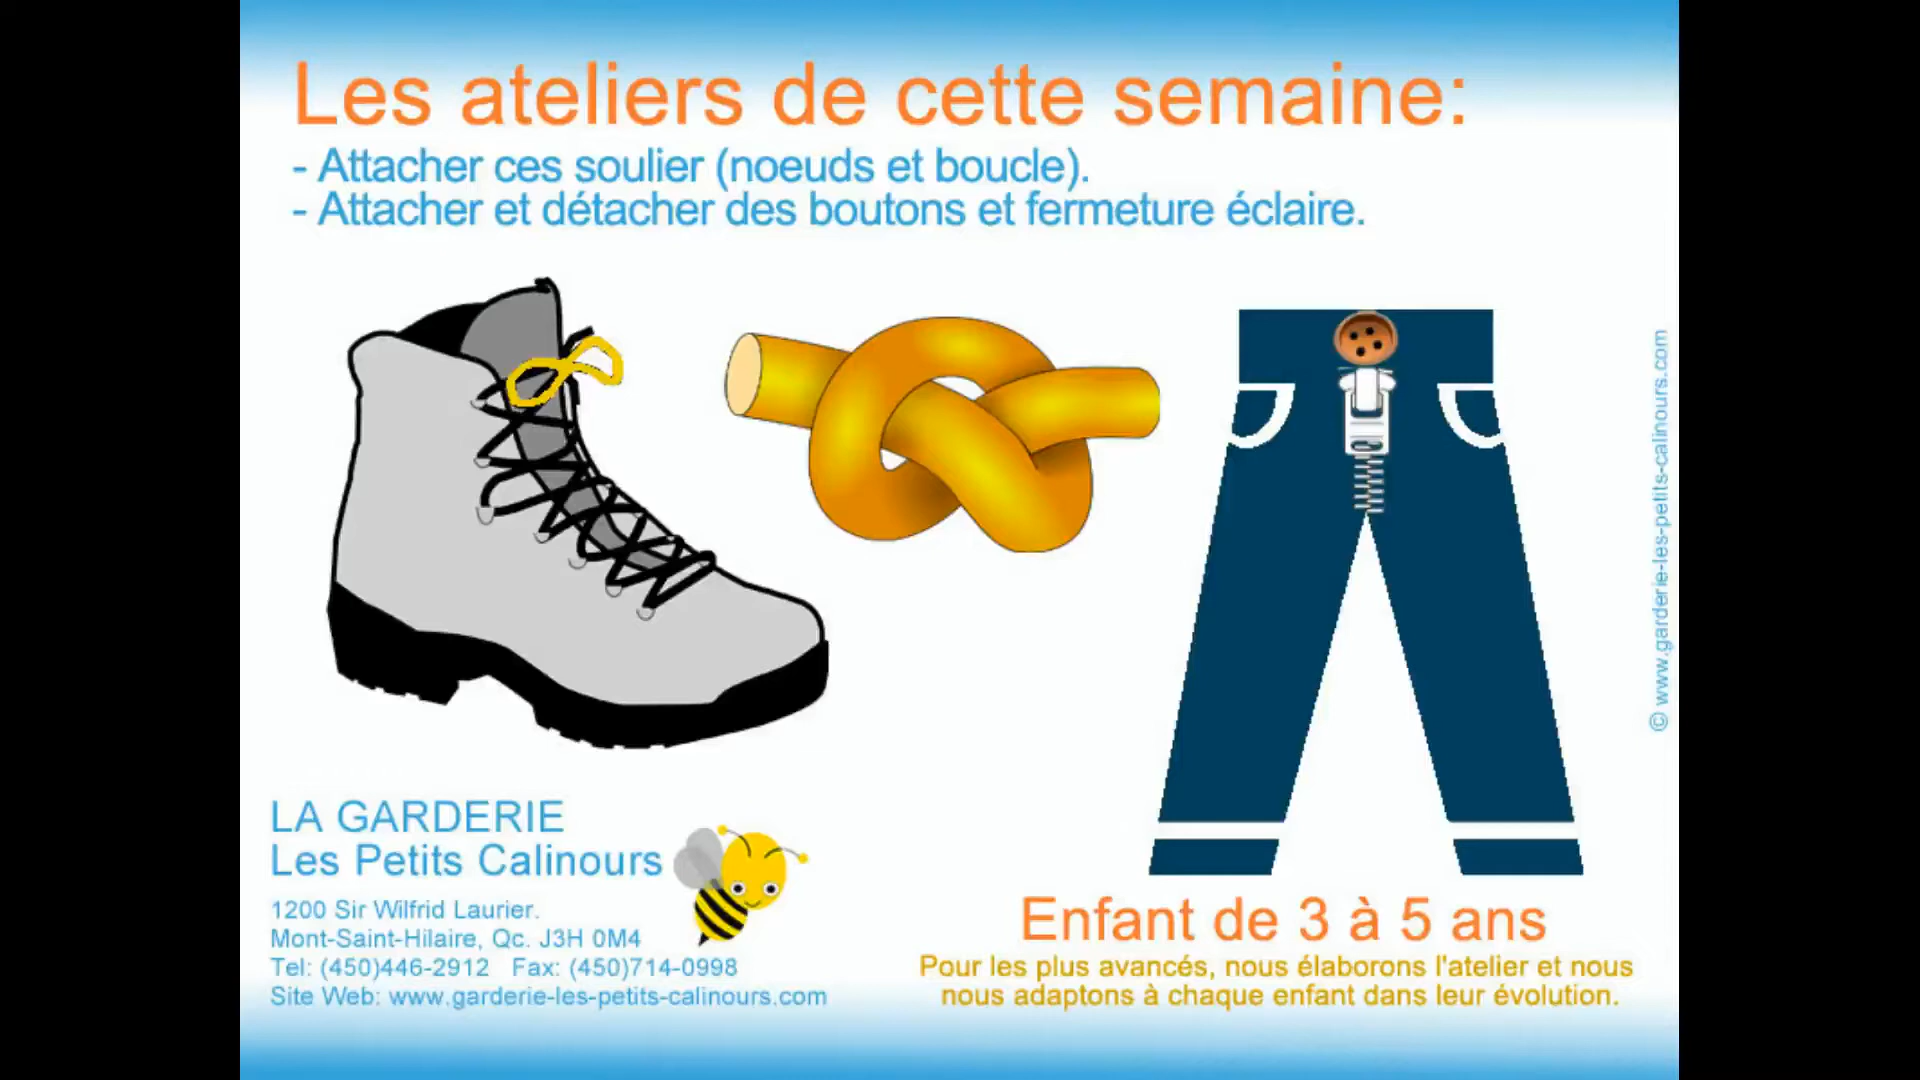 Les ateliers de cette semaine:
- Attacher ces soulier (noeuds et boucle).
- Attacher et détacher des boutons et fermeture éclaire.
© www.garderie-les-petits-calinours.com
LA GARDERIE
Les Petits Calinours
1200 Sir Wilfrid Laurier.
Mont-Saint-Hilaire, Qc. J3H 0M4
Tel: (450)446-2912 Fax: (450)714-0998
Site Web: www.garderie-les-petits-calinours.com
Enfant de 3 à 5 ans
Pour les plus avancés, nous élaborons l'atelier et nous
nous adaptons à chaque enfant dans leur évolution.